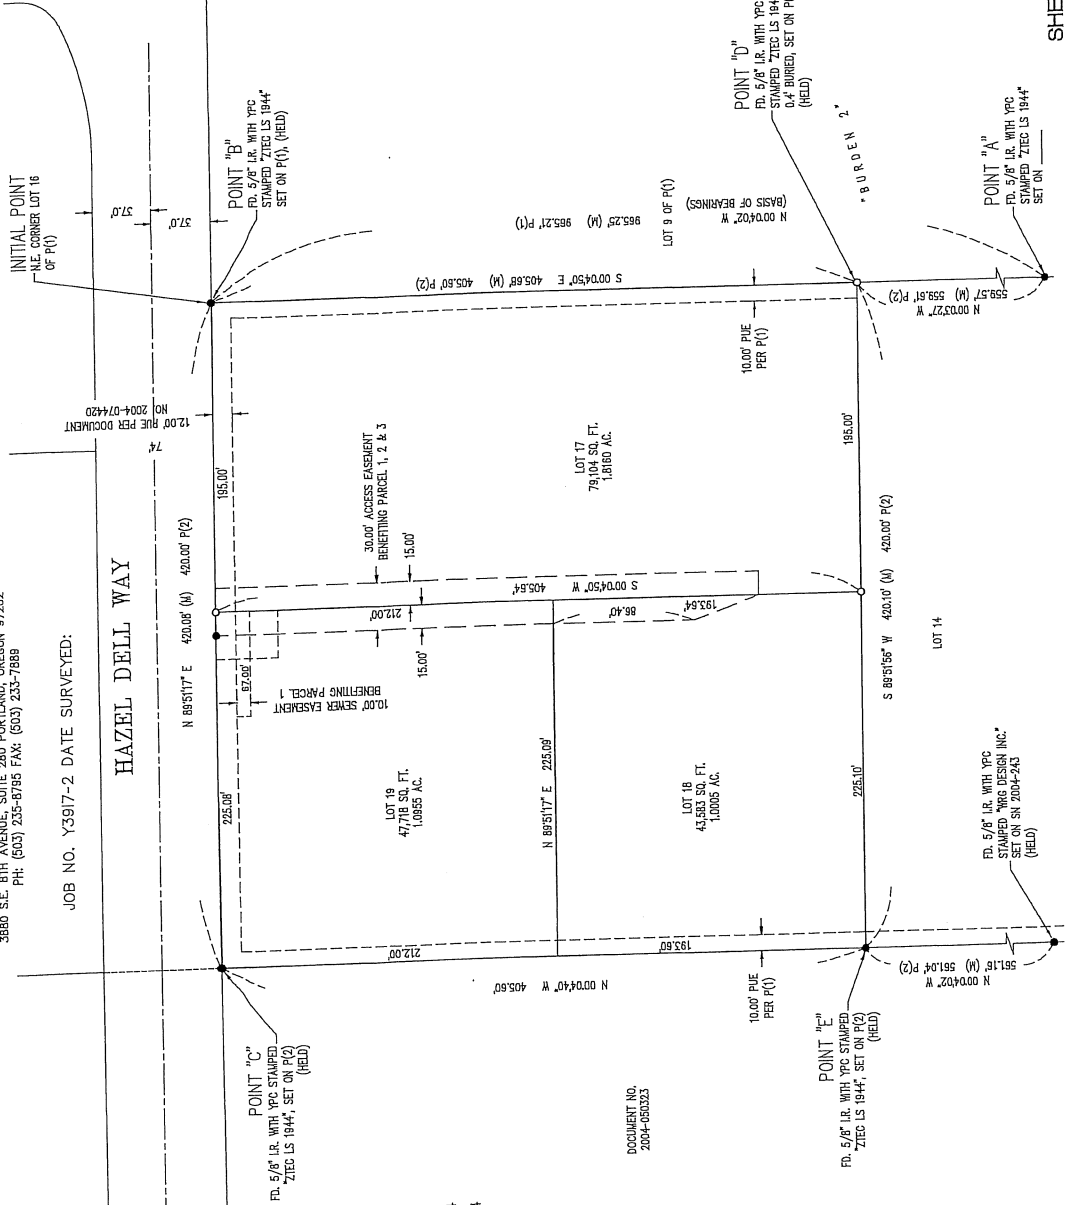 3880 S.E. 8TH AVENUE, SUITE 280 PORTLAND, OREGON 97202
PH: (503) 235-8795 FAX: (503) 233-7889
JOB NO. Y3917-2 DATE SURVEYED:
HAZEL DELL WAY
INITIAL POINT
N.E. CORNER LOT 16
OF P(1)
37.0'
37.0'
74'
POINT "B"
FD. 5/8" I.R. WITH YPC
STAMPED "ZTEC LS 1944"
SET ON P(1), (HELD)
12.00' PUE PER DOCUMENT
NO. 2004-074420
N 89°51'17" E 420.08' (M) 420.00' P(2)
225.08'
195.00'
S 00°04'50" E 405.68' (M) 405.60' P(2)
N 00°04'02" W 965.25' (M) 965.21' P(1)
(BASIS OF BEARINGS)
LOT 9 OF P(1)
POINT "D"
FD. 5/8" I.R. WITH YPC
STAMPED "ZTEC LS 194
0.4' BURIED, SET ON P(
(HELD)
"BURDEN 2"
POINT "A"
FD. 5/8" I.R. WITH YPC
STAMPED "ZTEC LS 1944"
SET ON
N 00°03'27" W
559.57' (M) 559.61' P(2)
SHE
10.00' PUE
PER P(1)
LOT 17
79,104 SQ. FT.
1.8160 AC.
30.00' ACCESS EASEMENT
BENEFITING PARCEL 1, 2 & 3
15.00'
15.00'
S 00°04'50" W 405.64'
212.00'
86.40'
193.64'
67.00'
10.00' SEWER EASEMENT
BENEFITING PARCEL 1
LOT 19
47,718 SQ. FT.
1.0955 AC.
N 89°51'17" E 225.09'
LOT 18
43,583 SQ. FT.
1.0005 AC.
195.00'
225.10'
S 89°51'56" W 420.10' (M) 420.00' P(2)
LOT 14
212.00'
193.60'
N 00°04'40" W 405.60'
10.00' PUE
PER P(1)
POINT "C"
FD. 5/8" I.R. WITH YPC STAMPED
"ZTEC LS 1944", SET ON P(2)
(HELD)
POINT "E"
FD. 5/8" I.R. WITH YPC STAMPED
"ZTEC LS 1944", SET ON P(2)
(HELD)
DOCUMENT NO.
2004-050323
N 00°04'02" W
561.16' (M) 561.04' P(2)
FD. 5/8" I.R. WITH YPC
STAMPED "WRG DESIGN INC."
SET ON SN 2004-243
(HELD)